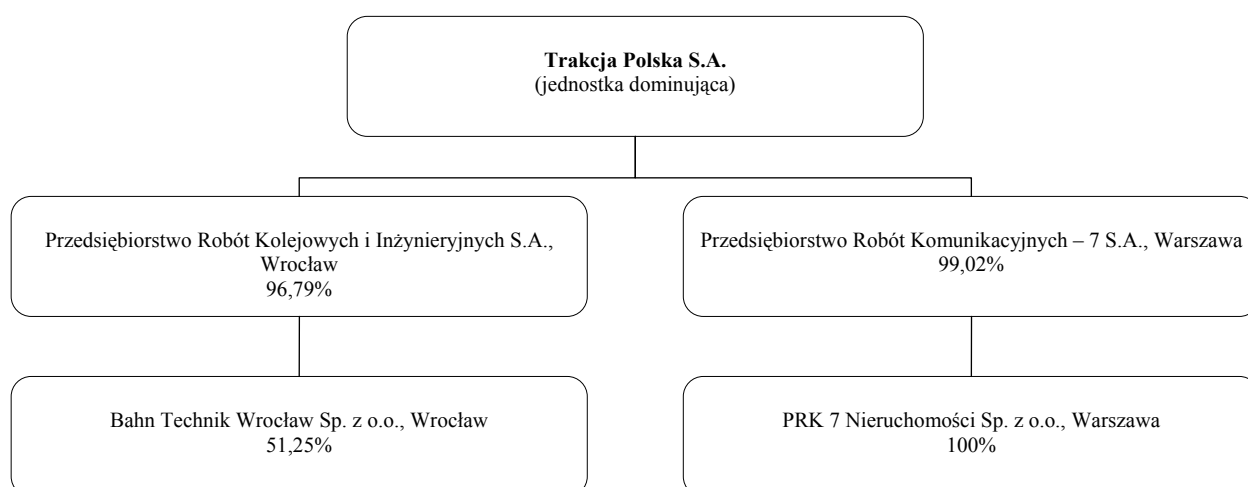 Trakcja Polska S.A.
(jednostka dominująca)
Przedsiębiorstwo Robót Kolejowych i Inżynieryjnych S.A.,
Wrocław
96,79%
Przedsiębiorstwo Robót Komunikacyjnych – 7 S.A., Warszawa
99,02%
Bahn Technik Wrocław Sp. z o.o., Wrocław
51,25%
PRK 7 Nieruchomości Sp. z o.o., Warszawa
100%